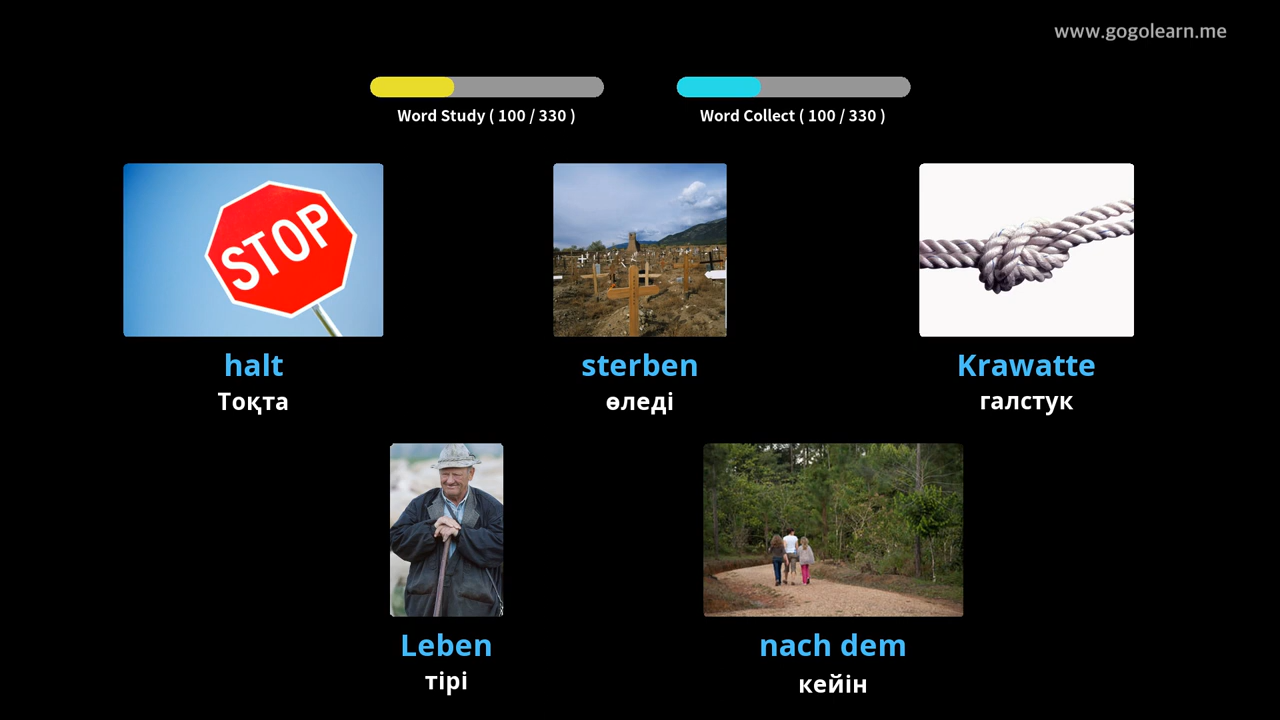 www.gogolearn.me
Word Study ( 100 / 330 )
Word Collect ( 100 / 330 )
STOP
halt
Тоқта
sterben
өледі
Krawatte
галстук
Leben
тірі
nach dem
кейін